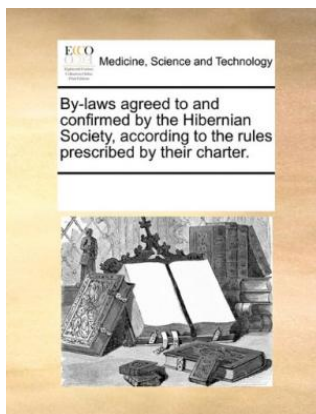 ECCO
Medicine, Science and Technology
By-laws agreed to and
confirmed by the Hibernian
Society, according to the rules
prescribed by their charter.